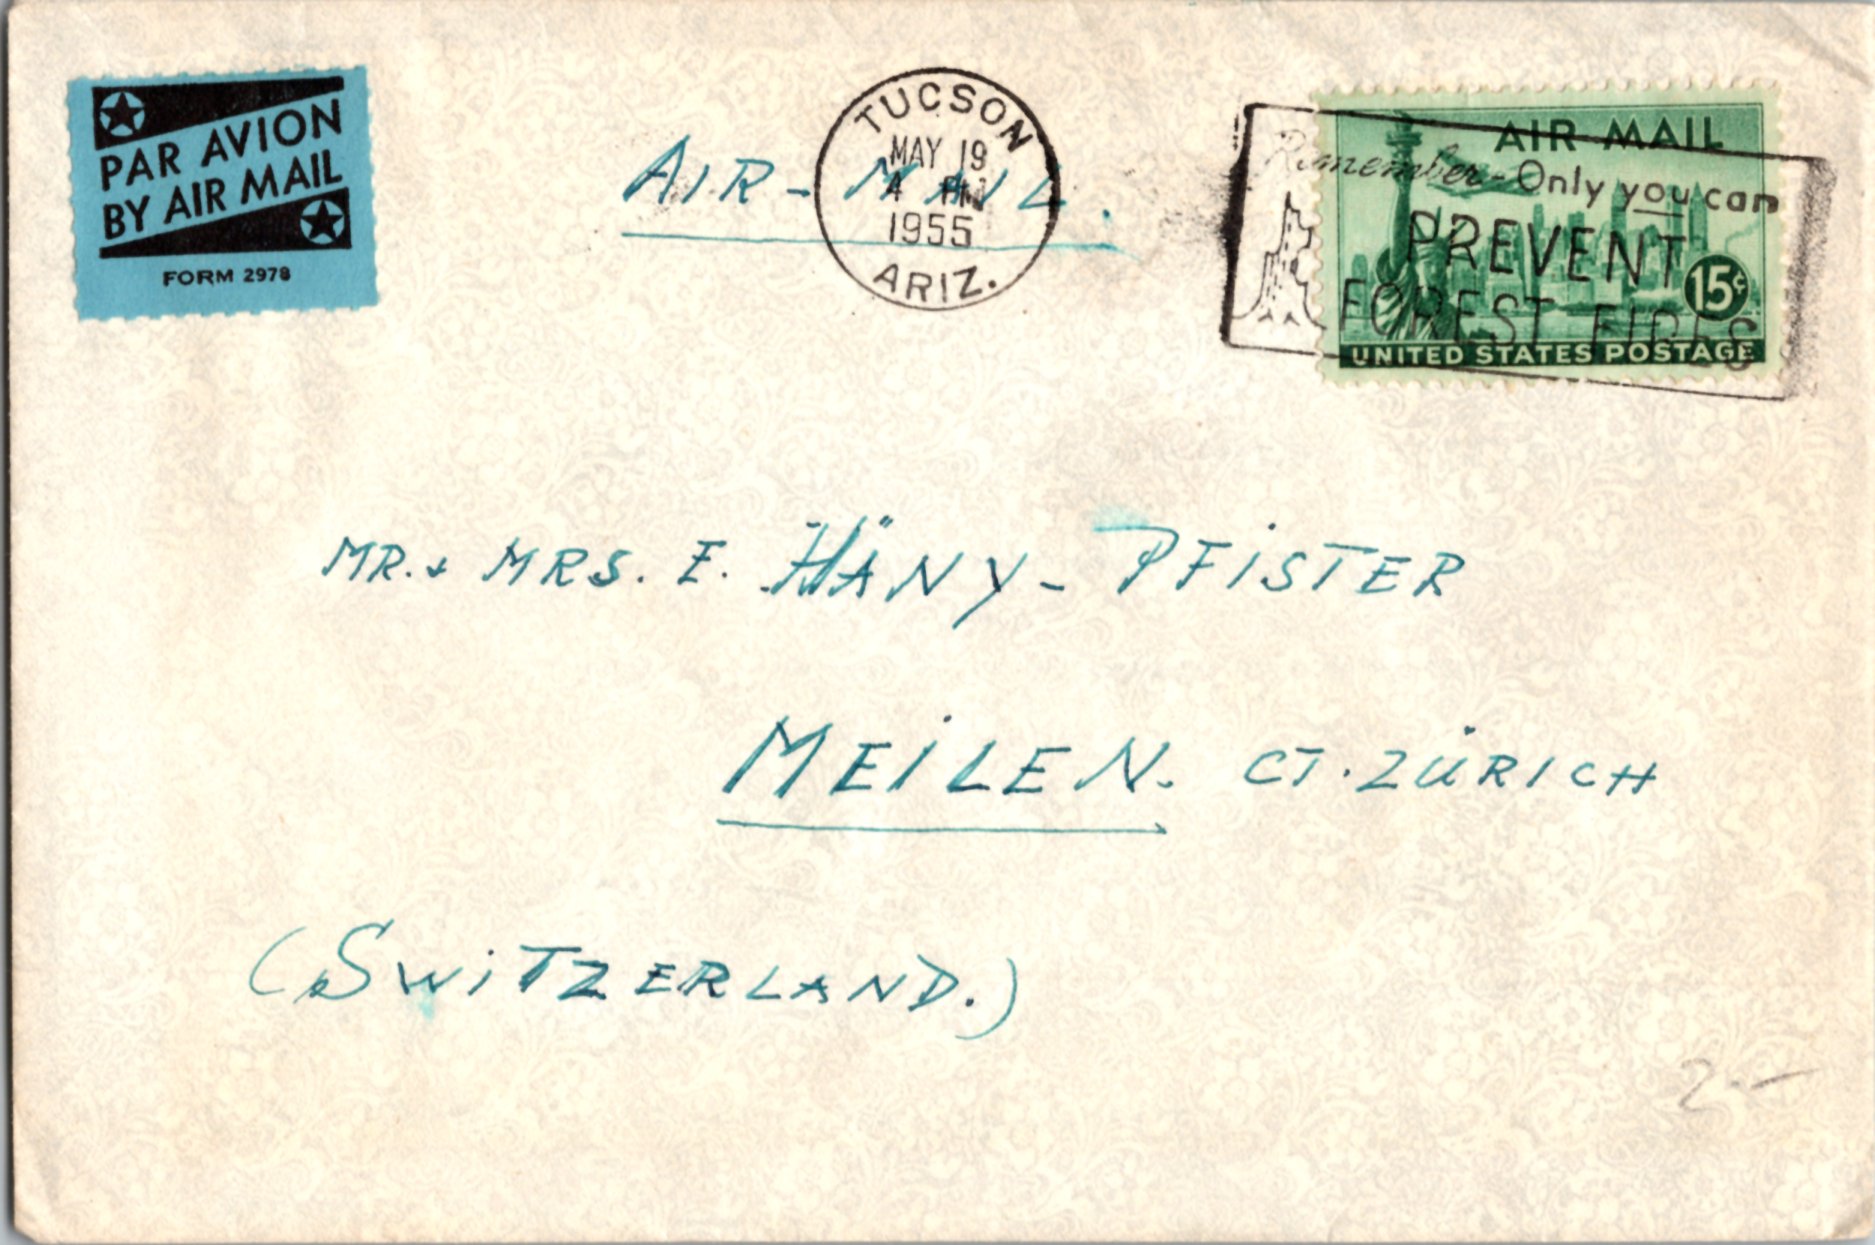 PAR AVION
BY AIR MAIL
FORM 2978
AIR-MAIL.
TUCSON
MAY 19
4 PM
1955
ARIZ.
AIR MAIL
Remember-Only you can
PREVENT
FOREST FIRES
15¢
UNITED STATES POSTAGE
MR. + MRS. E. HÄNY-PFiSTER
MEiLEN. CT. ZÜRICH
(SWiTZERLAND.)
2.-